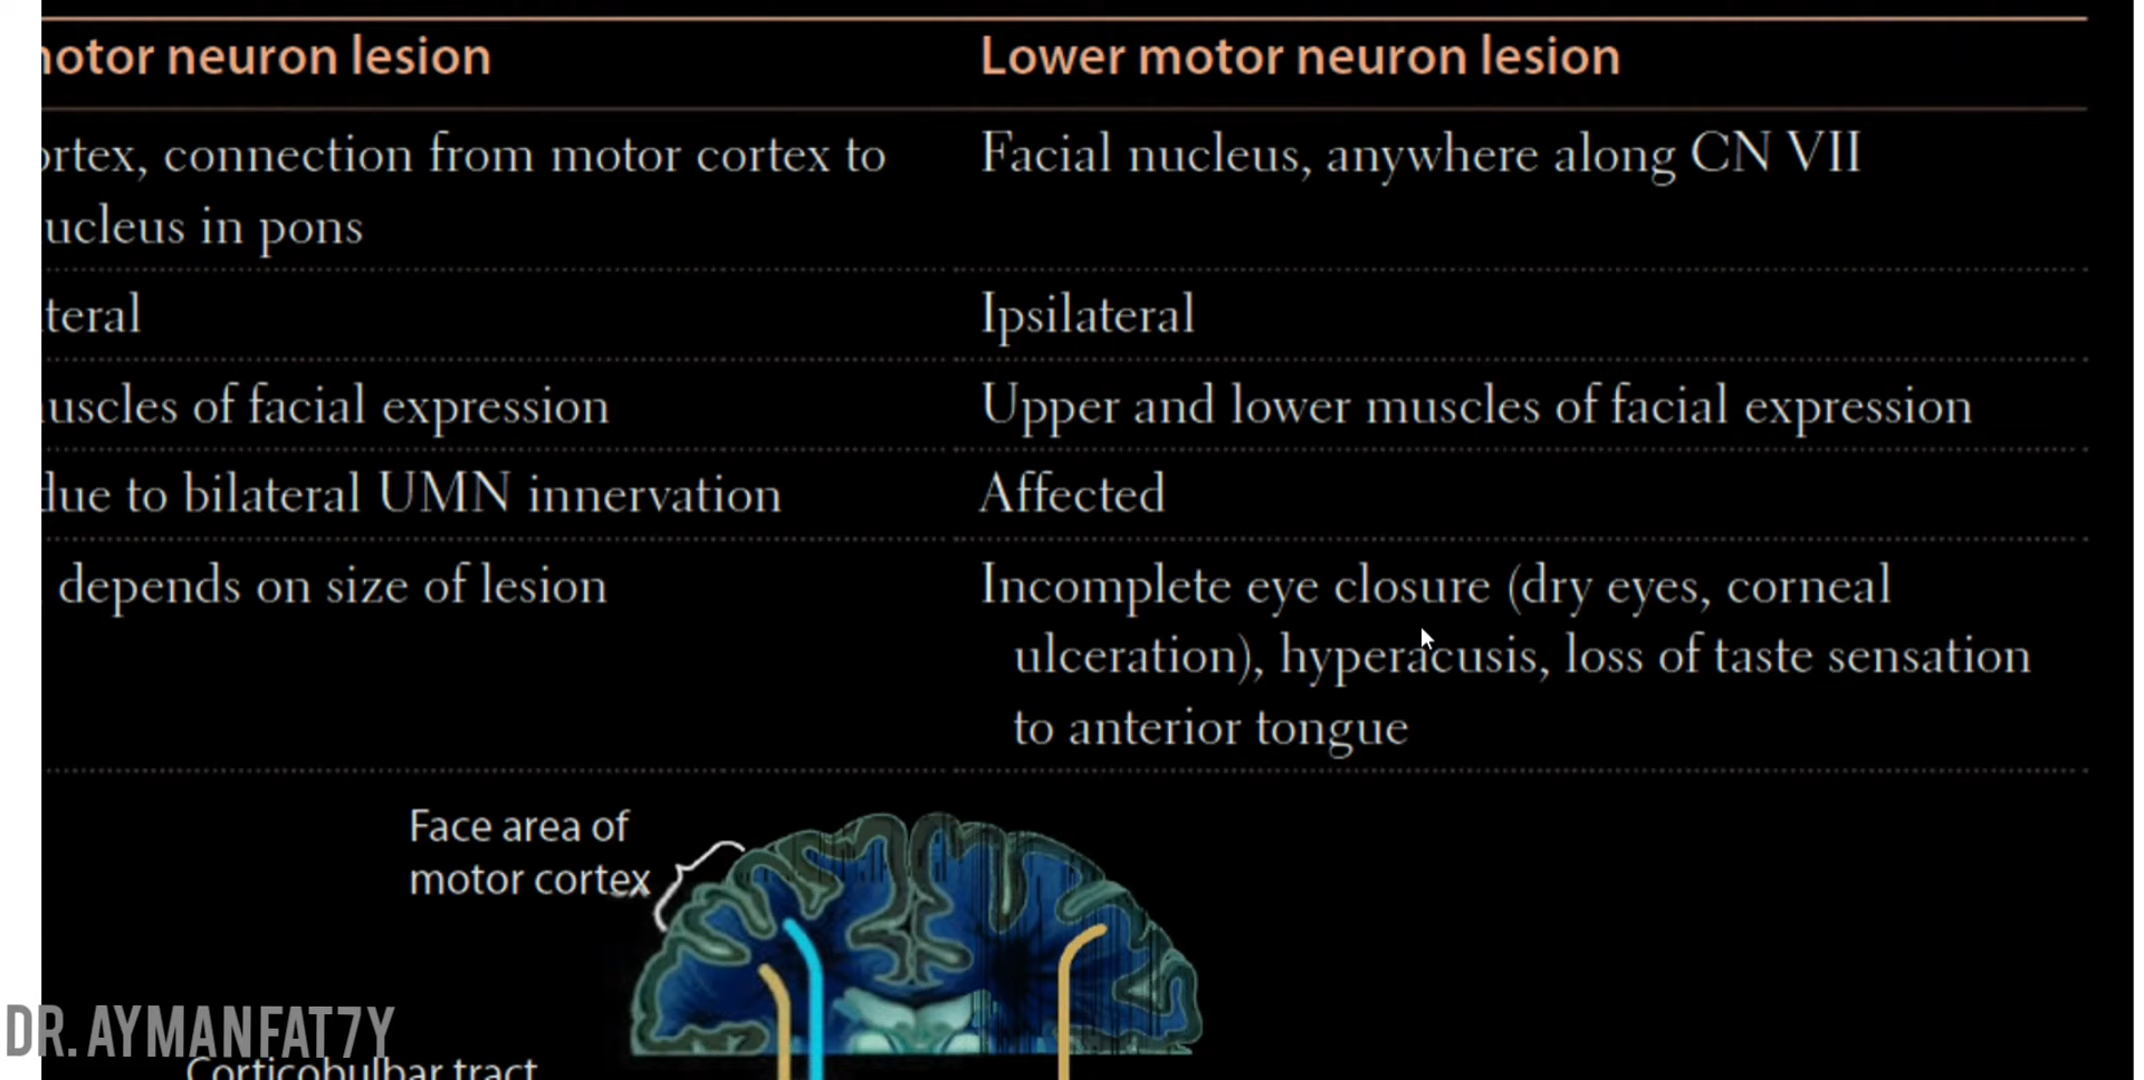 motor neuron lesion
Lower motor neuron lesion
ortex, connection from motor cortex to
ucleus in pons
Facial nucleus, anywhere along CN VII
teral
Ipsilateral
uscles of facial expression
Upper and lower muscles of facial expression
due to bilateral UMN innervation
Affected
depends on size of lesion
Incomplete eye closure (dry eyes, corneal
ulceration), hyperacusis, loss of taste sensation
to anterior tongue
Face area of
motor cortex
DR. AYMANFAT7Y
Corticobulbar tract